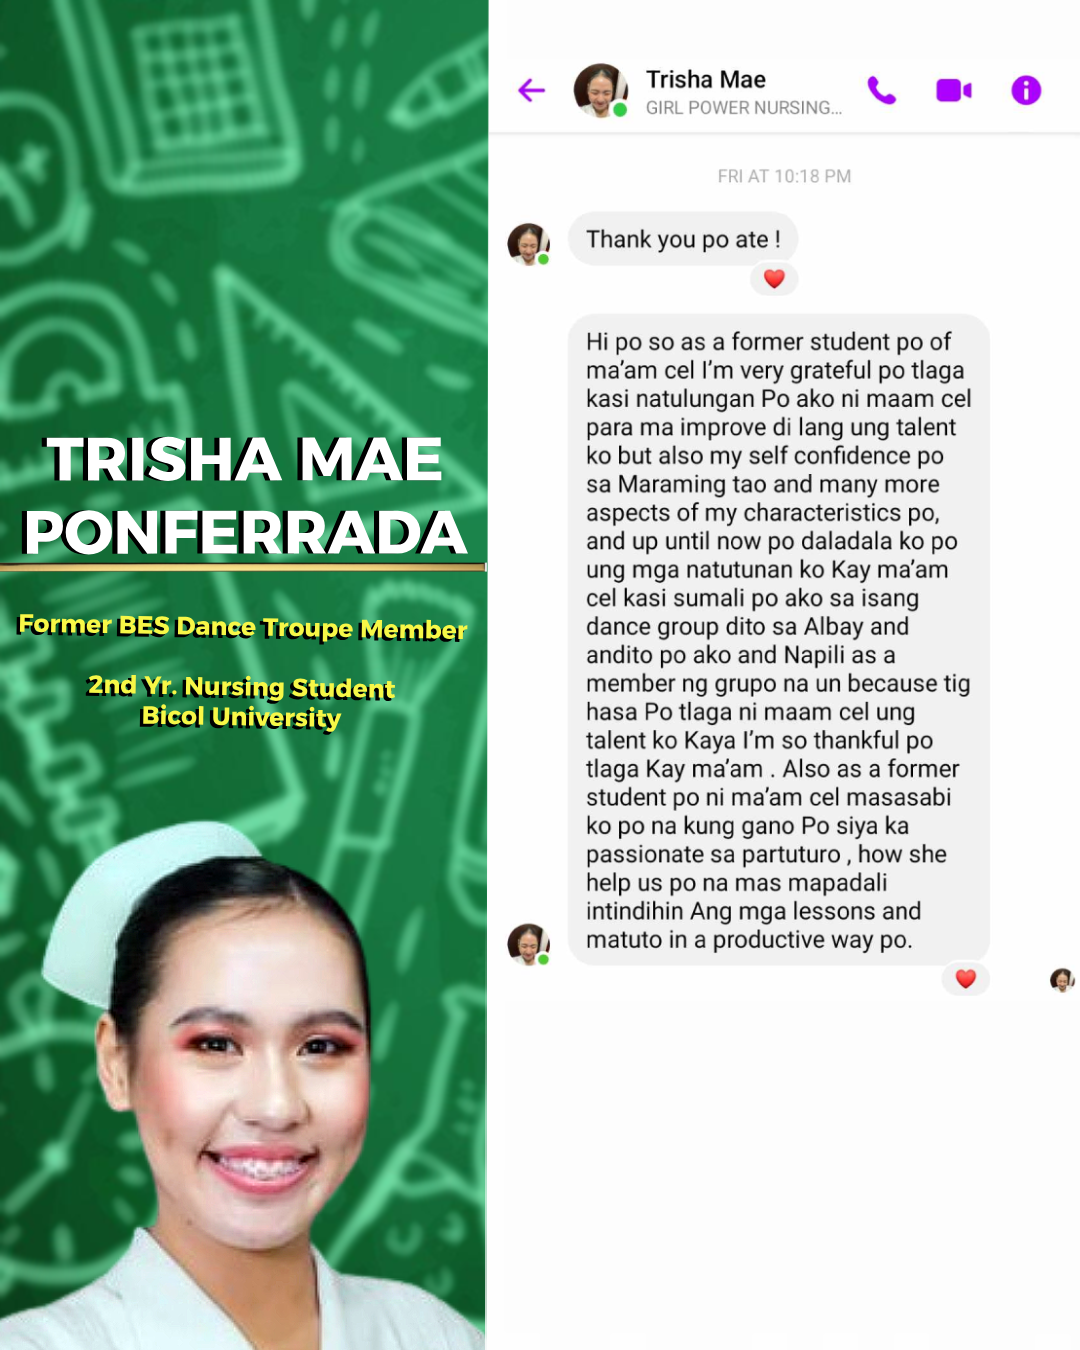 TRISHA MAE
PONFERRADA
Former BES Dance Troupe Member
2nd Yr. Nursing Student
Bicol University
Trisha Mae
GIRL POWER NURSING...
FRI AT 10:18 PM
Thank you po ate !
Hi po so as a former student po of
ma'am cel I'm very grateful po tlaga
kasi natulungan Po ako ni maam cel
para ma improve di lang ung talent
ko but also my self confidence po
sa Maraming tao and many more
aspects of my characteristics po,
and up until now po daladala ko po
ung mga natutunan ko Kay ma'am
cel kasi sumali po ako sa isang
dance group dito sa Albay and
andito po ako and Napili as a
member ng grupo na un because tig
hasa Po tlaga ni maam cel ung
talent ko Kaya I'm so thankful po
tlaga Kay ma'am . Also as a former
student po ni ma'am cel masasabi
ko po na kung gano Po siya ka
passionate sa partuturo , how she
help us po na mas mapadali
intindihin Ang mga lessons and
matuto in a productive way po.